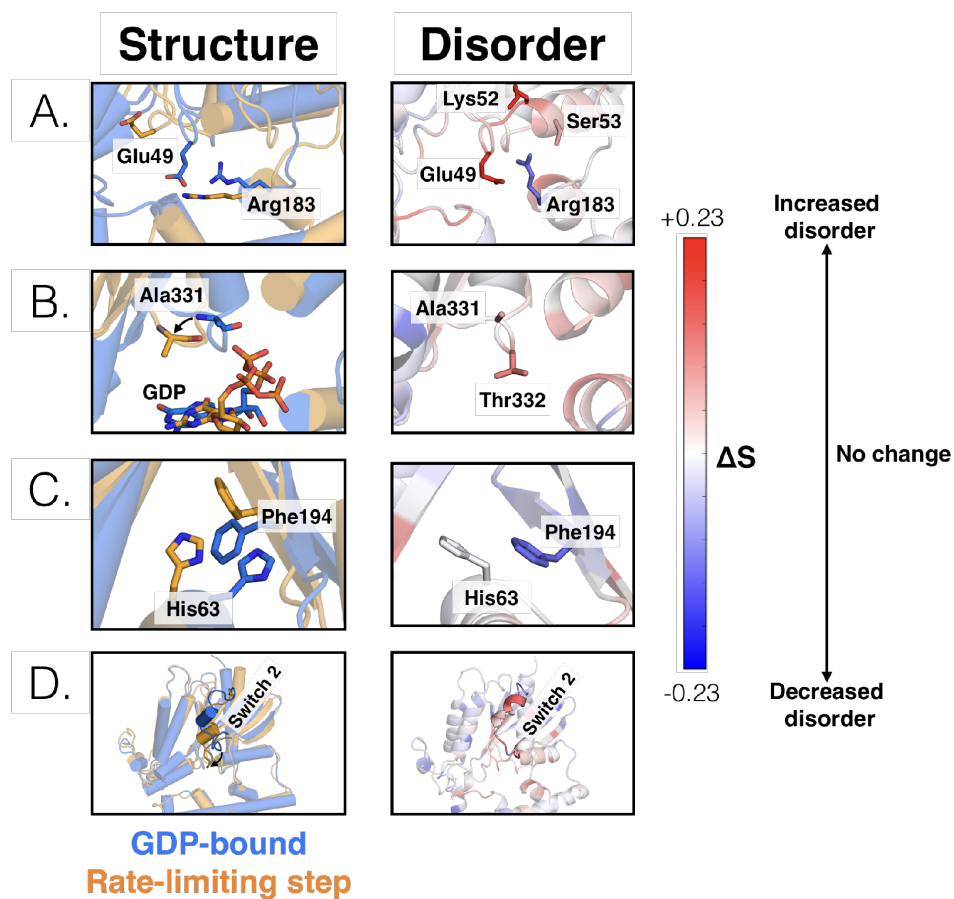 Structure
Disorder
A.
Glu49
Arg183
Lys52
Ser53
Glu49
Arg183
B.
Ala331
GDP
Ala331
Thr332
C.
Phe194
His63
Phe194
His63
D.
Switch 2
Switch 2
+0.23
ΔS
-0.23
Increased
disorder
No change
Decreased
disorder
GDP-bound
Rate-limiting step